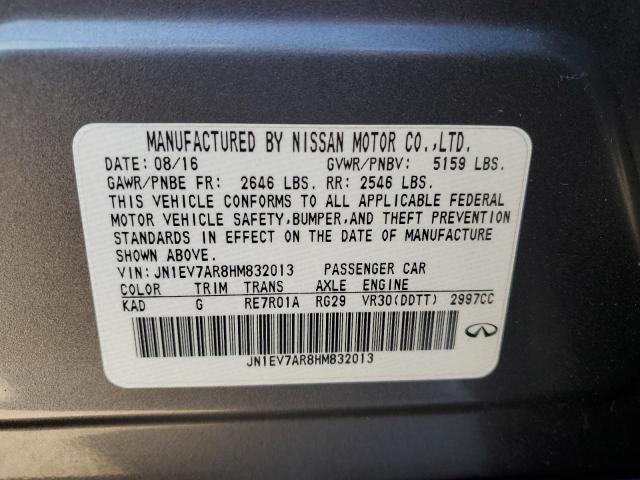 MANUFACTURED BY NISSAN MOTOR CO.,LTD.
DATE: 08/16 GVWR/PNBV: 5159 LBS.
GAWR/PNBE FR: 2646 LBS. RR: 2546 LBS.
THIS VEHICLE CONFORMS TO ALL APPLICABLE FEDERAL
MOTOR VEHICLE SAFETY,BUMPER,AND THEFT PREVENTION
STANDARDS IN EFFECT ON THE DATE OF MANUFACTURE
SHOWN ABOVE.
VIN: JN1EV7AR8HM832013 PASSENGER CAR
COLOR TRIM TRANS AXLE ENGINE
KAD G RE7R01A RG29 VR30(DDTT) 2997CC
JN1EV7AR8HM832013